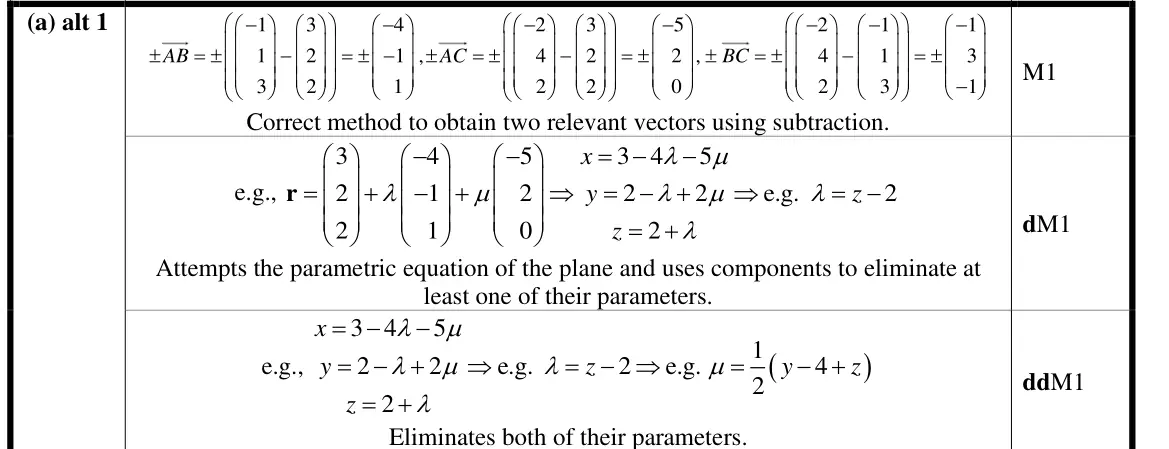 (a) alt 1
±AB = ±((−1 1 3) − (3 2 2)) = ±(−4 −1 1), ±AC = ±((−2 4 2) − (3 2 2)) = ±(−5 2 0), ±BC = ±((−2 4 2) − (−1 1 3)) = ±(−1 3 −1)
M1
Correct method to obtain two relevant vectors using subtraction.
x = 3 − 4λ − 5μ
e.g., r = (3 2 2) + λ(−4 −1 1) + μ(−5 2 0) ⇒ y = 2 − λ + 2μ ⇒ e.g. λ = z − 2
z = 2 + λ
dM1
Attempts the parametric equation of the plane and uses components to eliminate at
least one of their parameters.
x = 3 − 4λ − 5μ
e.g., y = 2 − λ + 2μ ⇒ e.g. λ = z − 2 ⇒ e.g. μ = 1/2 (y − 4 + z)
z = 2 + λ
ddM1
Eliminates both of their parameters.